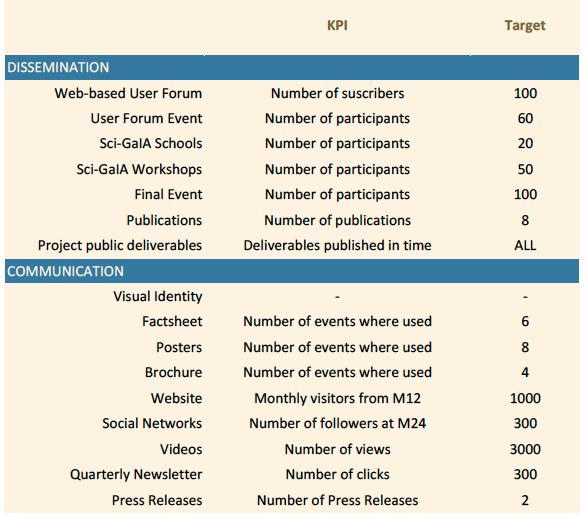 KPI Target
DISSEMINATION
Web-based User Forum Number of suscribers 100
User Forum Event Number of participants 60
Sci-GaIA Schools Number of participants 20
Sci-GaIA Workshops Number of participants 50
Final Event Number of participants 100
Publications Number of publications 8
Project public deliverables Deliverables published in time ALL
COMMUNICATION
Visual Identity - -
Factsheet Number of events where used 6
Posters Number of events where used 8
Brochure Number of events where used 4
Website Monthly visitors from M12 1000
Social Networks Number of followers at M24 300
Videos Number of views 3000
Quarterly Newsletter Number of clicks 300
Press Releases Number of Press Releases 2